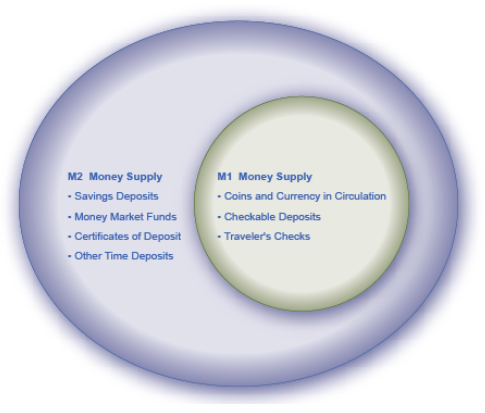 M2 Money Supply
• Savings Deposits
• Money Market Funds
• Certificates of Deposit
• Other Time Deposits
M1 Money Supply
• Coins and Currency in Circulation
• Checkable Deposits
• Traveler's Checks